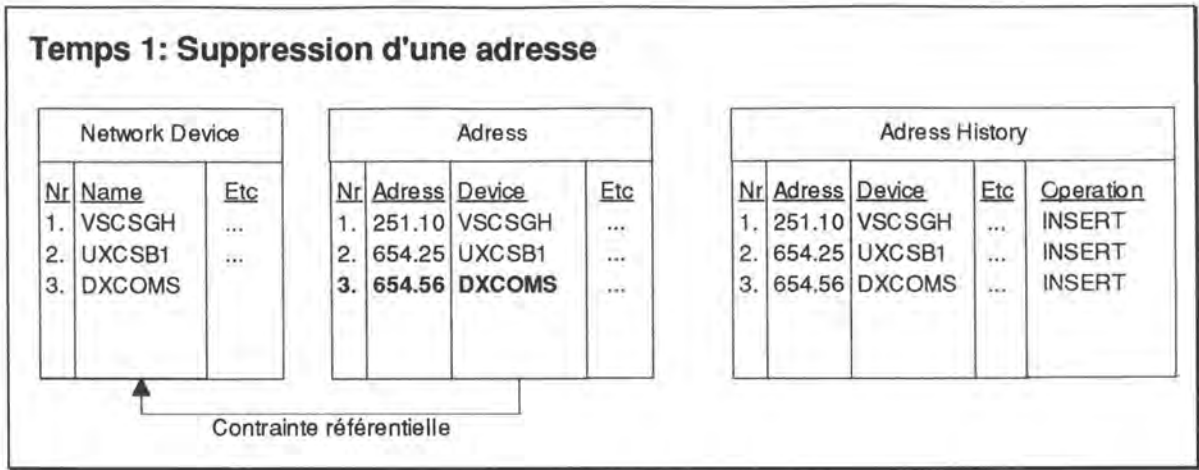 Temps 1: Suppression d'une adresse
Network Device
Nr Name Etc
1. VSCSGH ...
2. UXCSB1 ...
3. DXCOMS
Adress
Nr Adress Device Etc
1. 251.10 VSCSGH ...
2. 654.25 UXCSB1 ...
3. 654.56 DXCOMS ...
Adress History
Nr Adress Device Etc Operation
1. 251.10 VSCSGH ... INSERT
2. 654.25 UXCSB1 ... INSERT
3. 654.56 DXCOMS ... INSERT
Contrainte référentielle